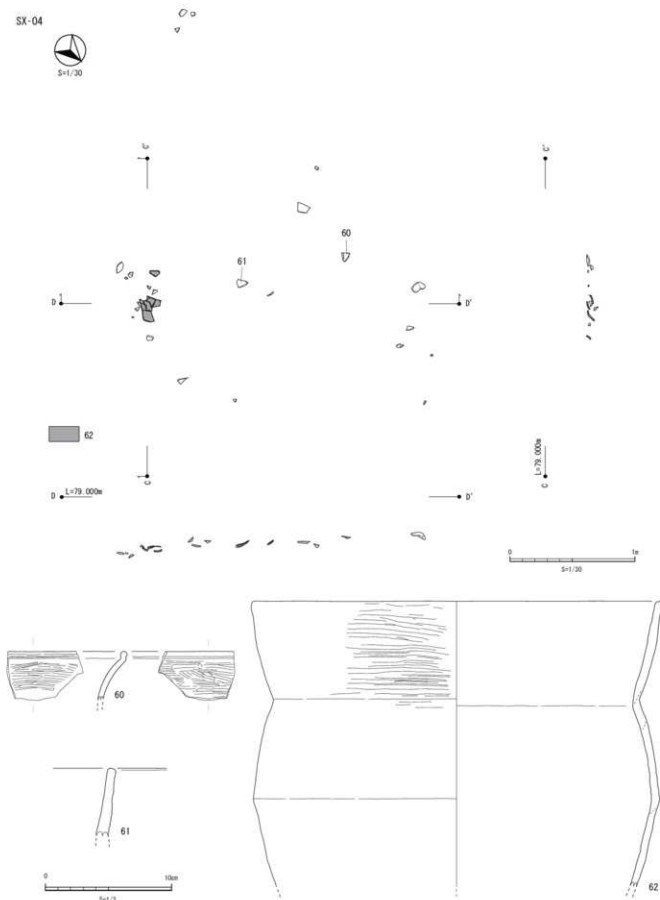 SX-04
S=1/30
C'
C'
60
61
D
D'
62
L=79.000m
D
L=79.000m
C
D'
C
0
1m
S=1/30
60
61
0
10cm
S=1/3
62